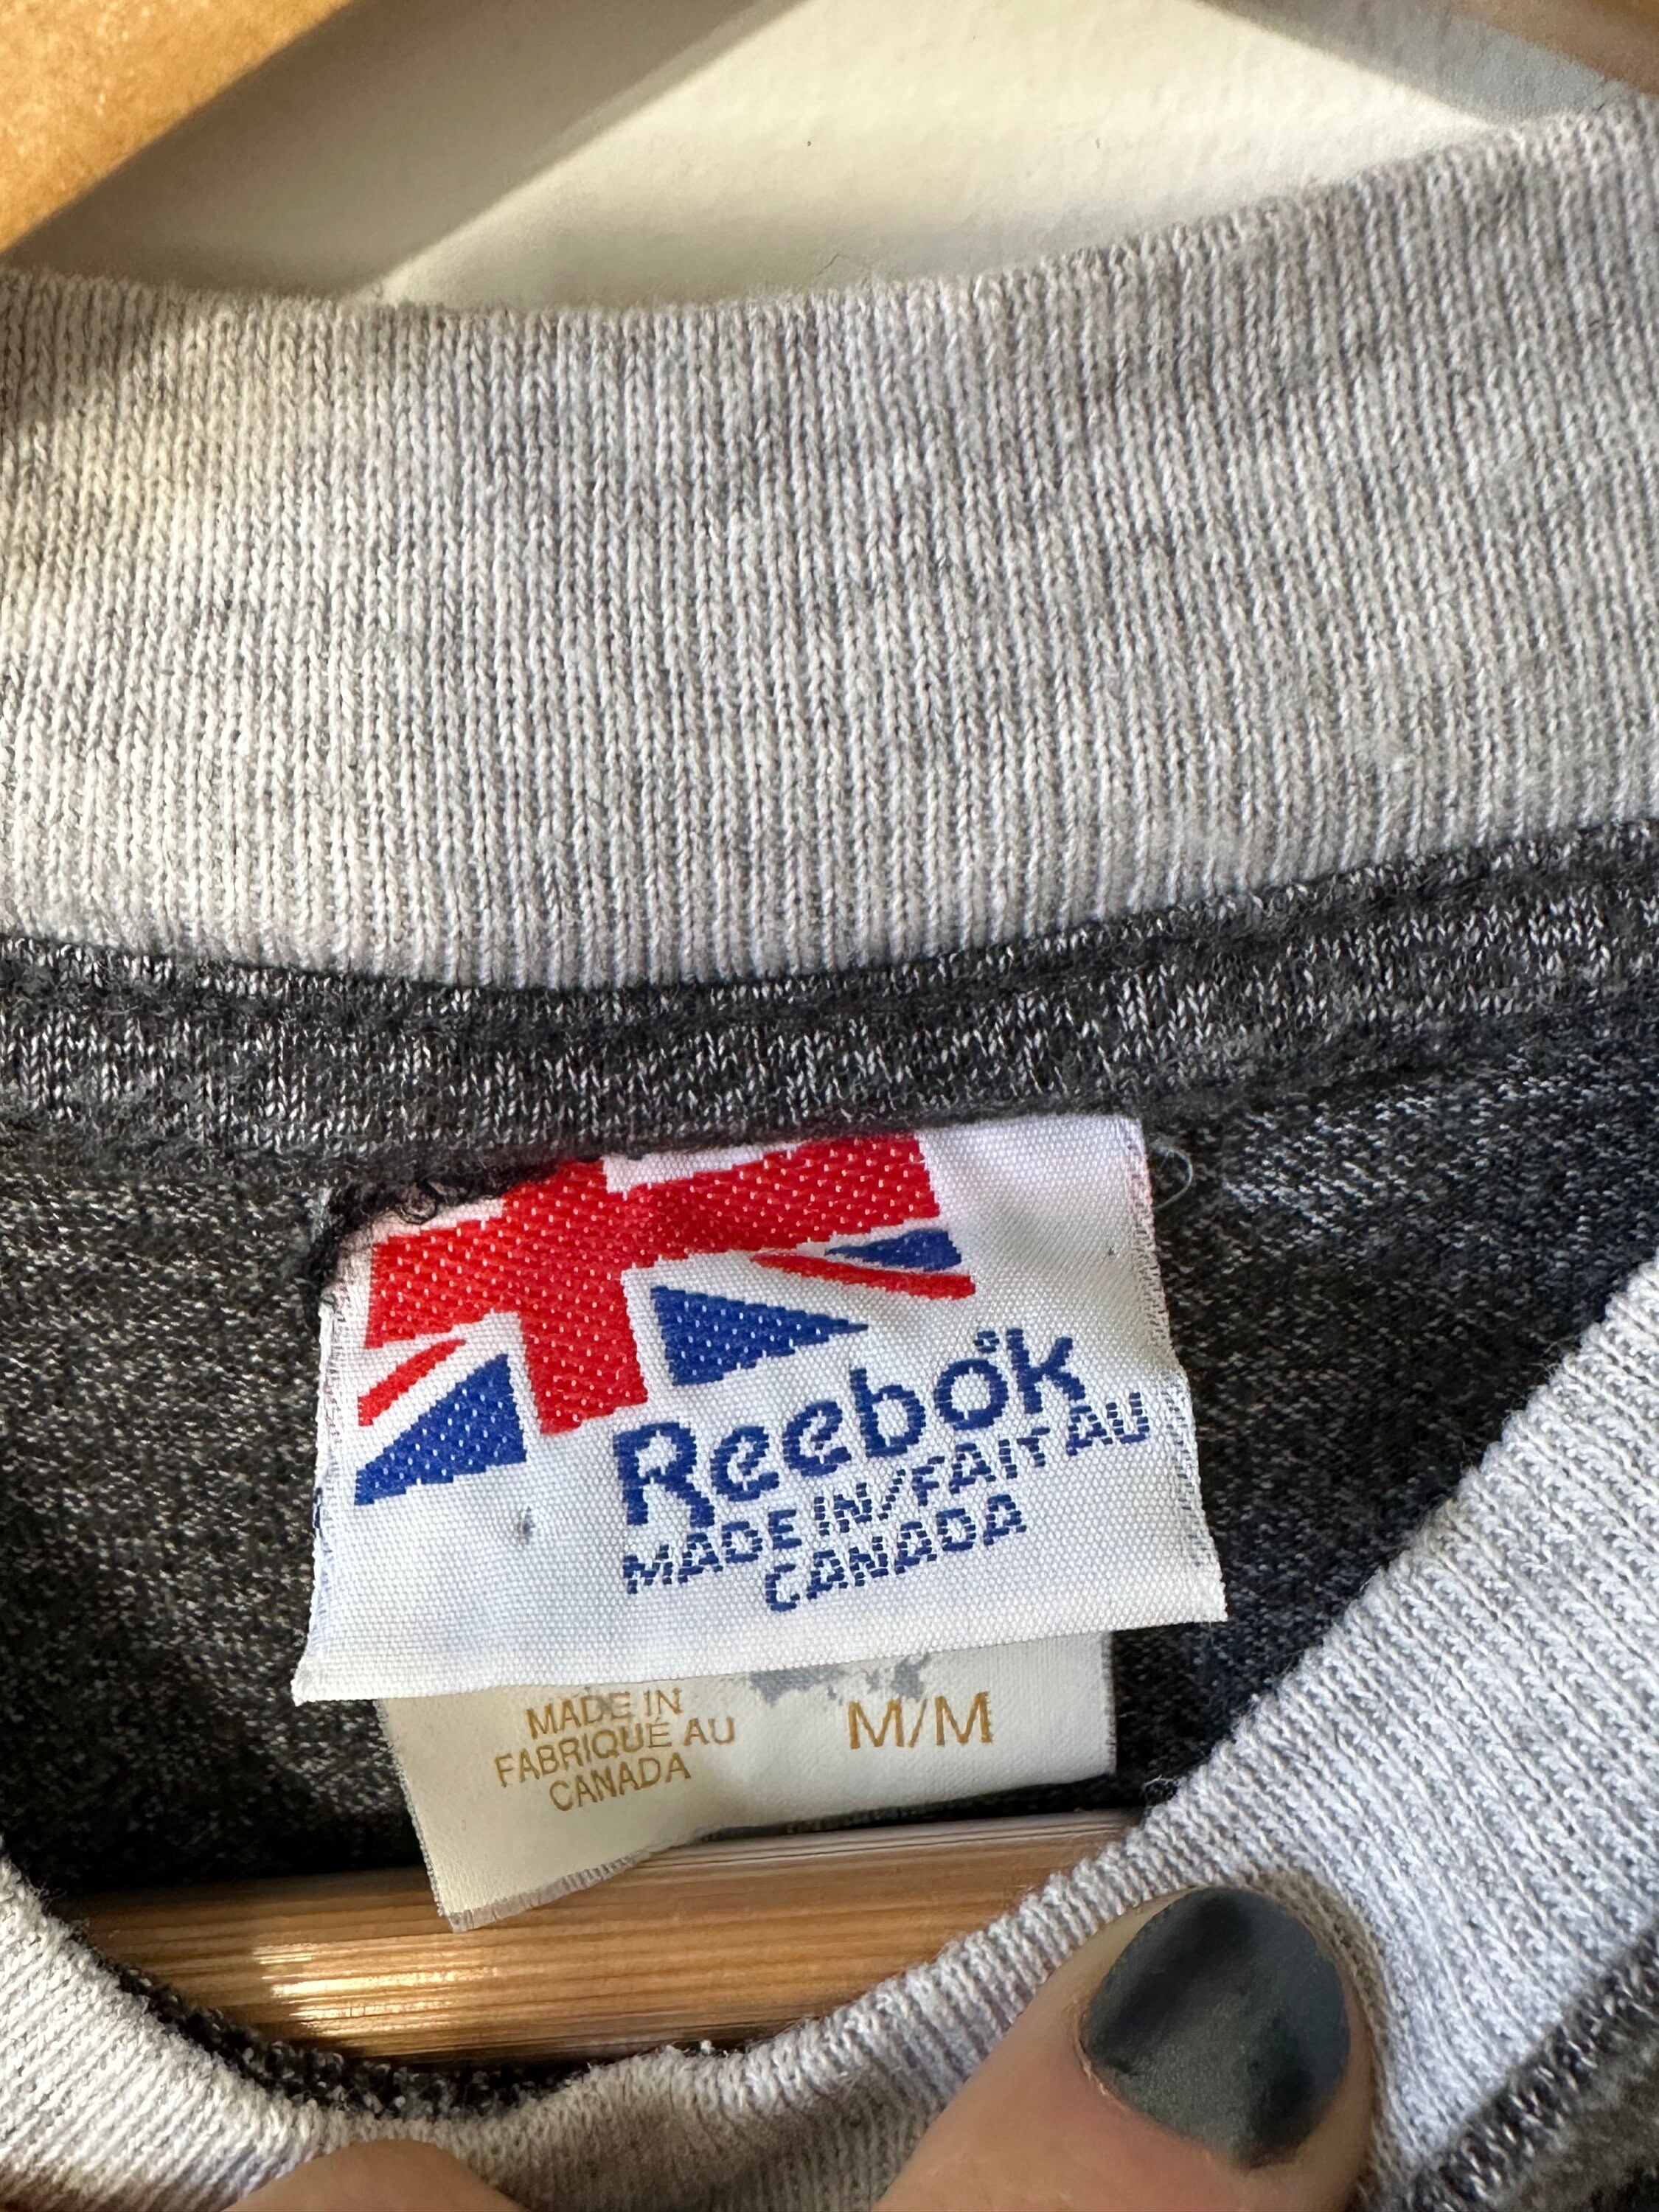 Reebok
MADE IN/FAIT AU
CANADA
MADE IN
FABRIQUÉ AU
CANADA
M/M